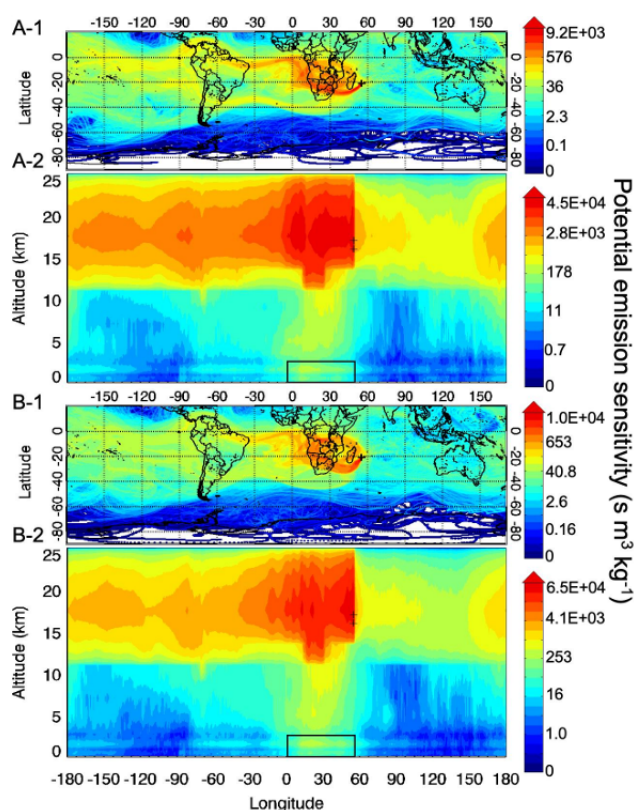 A-1
-150 -120 -90 -60 -30 0 30 60 90 120 150
Latitude
0
-20
-40
-60
-80
0
-20
-40
-60
-80
9.2E+03
576
36
2.3
0.1
A-2
Altitude (km)
25
20
15
10
5
0
4.5E+04
2.8E+03
178
11
0.7
0
Potential emission sensitivity (s m³ kg⁻¹)
B-1
-150 -120 -90 -60 -30 0 30 60 90 120 150
Latitude
0
-20
-40
-60
-80
0
-20
-40
-60
-80
1.0E+04
653
40.8
2.6
0.16
0
B-2
Altitude (km)
25
20
15
10
5
0
6.5E+04
4.1E+03
253
16
1.0
0
-180 -150 -120 -90 -60 -30 0 30 60 90 120 150 180
Longitude